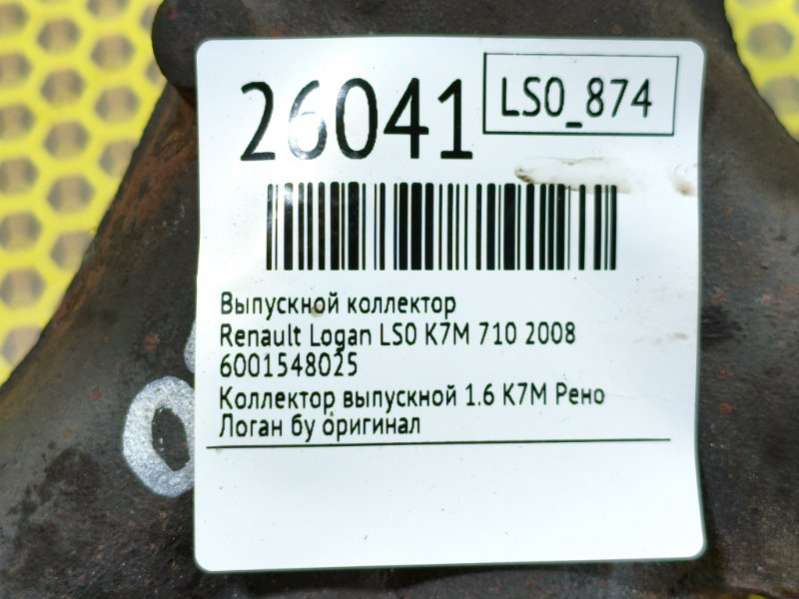 26041
LS0_874
Выпускной коллектор
Renault Logan LS0 K7M 710 2008
6001548025
Коллектор выпускной 1.6 K7M Рено
Логан бу оригинал